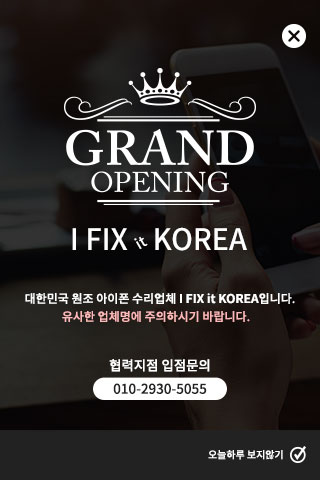 GRAND
OPENING
I FIX it KOREA
대한민국 원조 아이폰 수리업체 I FIX it KOREA입니다.
유사한 업체명에 주의하시기 바랍니다.
협력지점 입점문의
010-2930-5055
오늘하루 보지않기